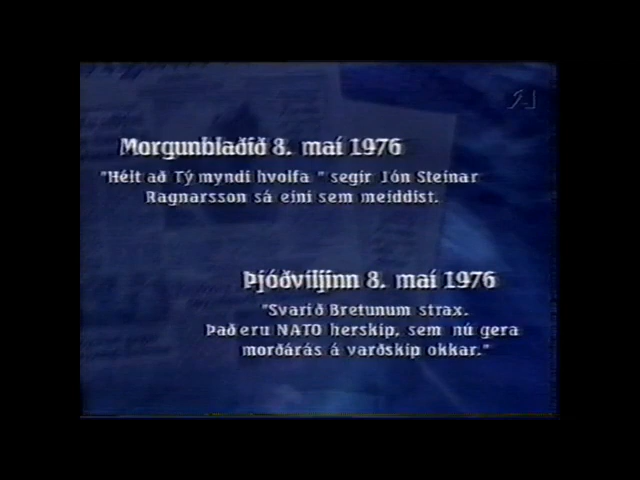 Morgunblaðið 8. maí 1976
"Hélt að Tý myndi hvolfa " segir Jón Steinar
Ragnarsson sá eini sem meiddist.
Þjóðviljinn 8. maí 1976
"Svarið Bretunum strax.
Það eru NATO herskip, sem nú gera
morðárás á varðskip okkar."